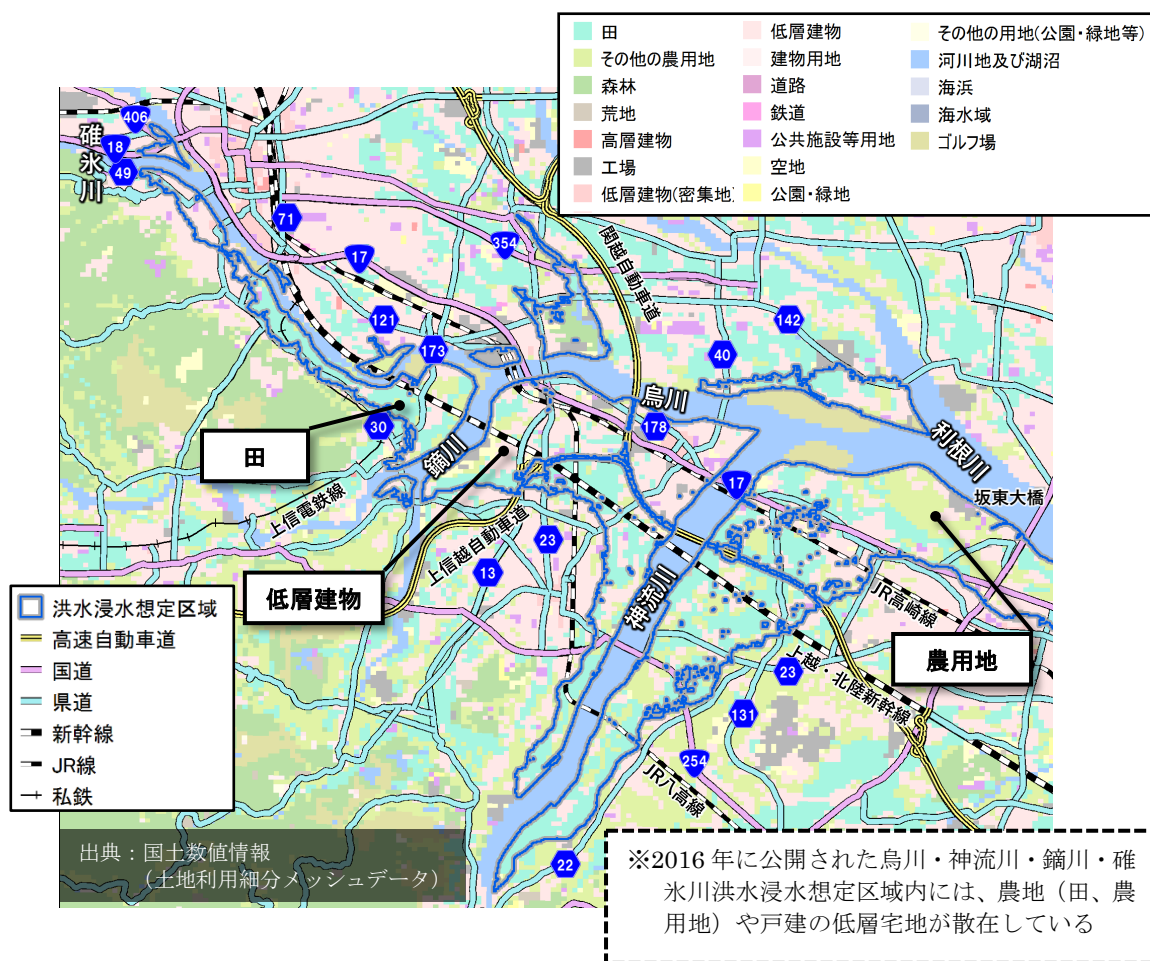 田
その他の農用地
森林
荒地
高層建物
工場
低層建物(密集地)
低層建物
建物用地
道路
鉄道
公共施設等用地
空地
公園・緑地
その他の用地(公園・緑地等)
河川地及び湖沼
海浜
海水域
ゴルフ場
406
18
49
碓氷川
71
17
354
関越自動車道
121
173
142
40
烏川
178
利根川
30
田
鏑川
17
坂東大橋
上信電鉄線
上信越自動車道
23
13
低層建物
神流川
JR高崎線
農用地
上越・北陸新幹線
23
131
254
JR八高線
22
洪水浸水想定区域
高速自動車道
国道
県道
新幹線
JR線
私鉄
出典:国土数値情報
(土地利用細分メッシュデータ)
※2016年に公開された烏川・神流川・鏑川・碓
氷川洪水浸水想定区域内には、農地(田、農
用地)や戸建の低層宅地が散在している